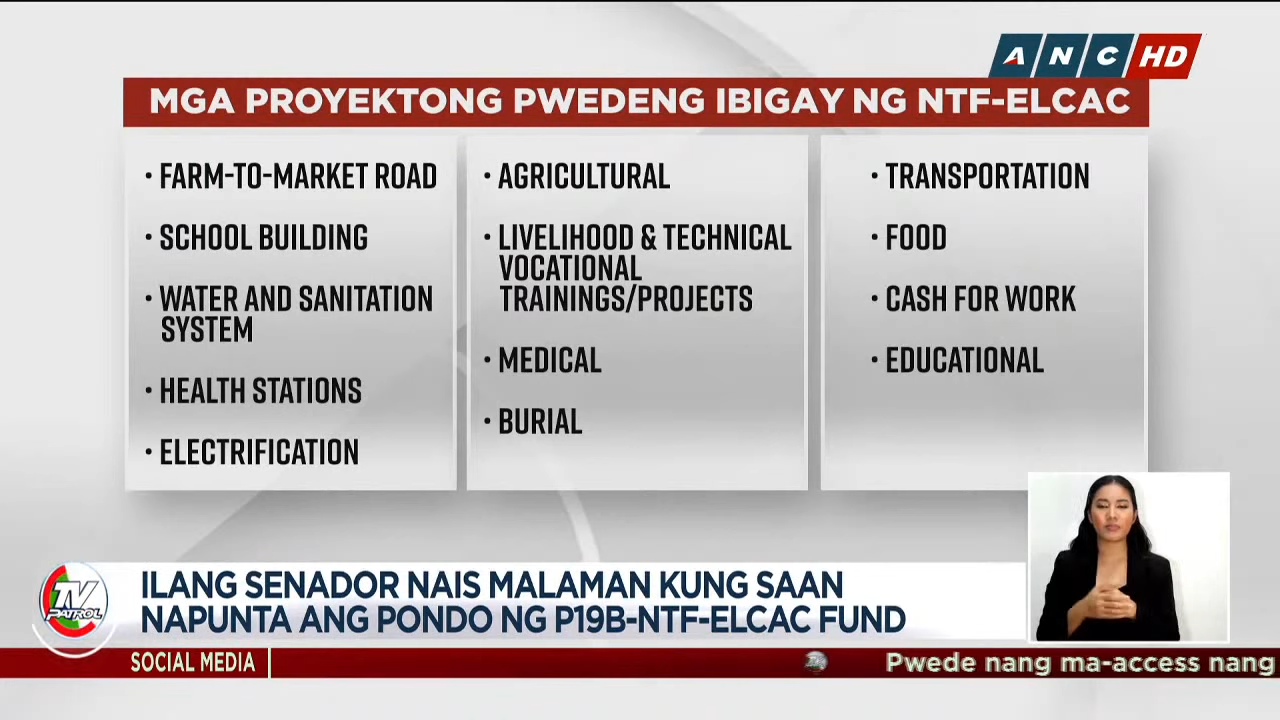 ANC HD
MGA PROYEKTONG PWEDENG IBIGAY NG NTF-ELCAC
• FARM-TO-MARKET ROAD
• SCHOOL BUILDING
• WATER AND SANITATION
SYSTEM
• HEALTH STATIONS
• ELECTRIFICATION
• AGRICULTURAL
• LIVELIHOOD & TECHNICAL
VOCATIONAL
TRAININGS/PROJECTS
• MEDICAL
• BURIAL
• TRANSPORTATION
• FOOD
• CASH FOR WORK
• EDUCATIONAL
TV
PATROL
ILANG SENADOR NAIS MALAMAN KUNG SAAN
NAPUNTA ANG PONDO NG P19B-NTF-ELCAC FUND
SOCIAL MEDIA
Pwede nang ma-access nang